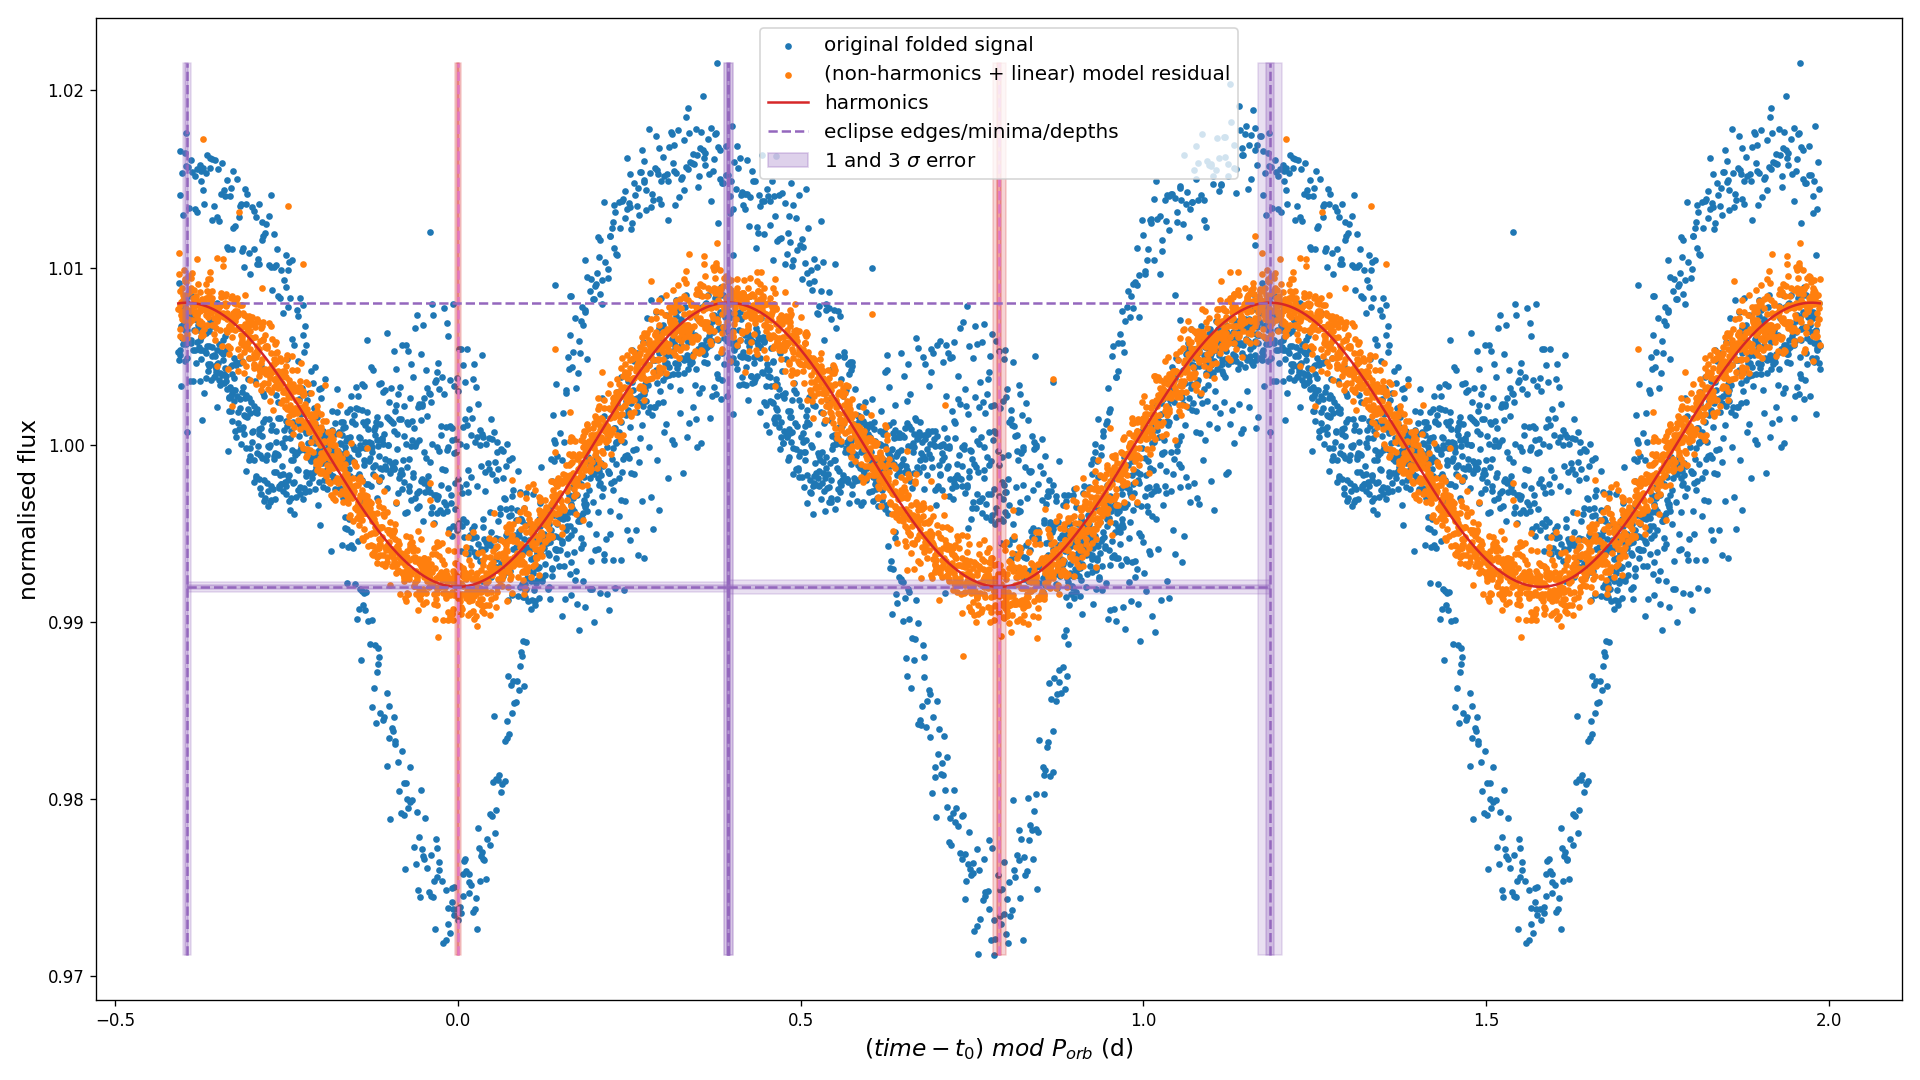 original folded signal
(non-harmonics + linear) model residual
harmonics
eclipse edges/minima/depths
1 and 3 σ error
normalised flux
1.02
1.01
1.00
0.99
0.98
0.97
−0.5 0.0 0.5 1.0 1.5 2.0
(time − t₀) mod Pₒᵣb (d)